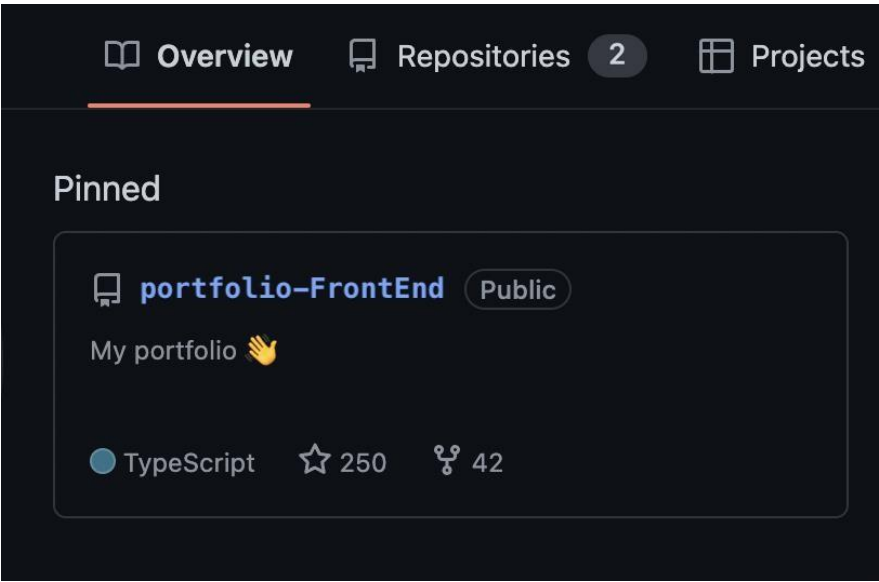 Overview Repositories 2 Projects
Pinned
portfolio-FrontEnd Public
My portfolio 👋
TypeScript 250 42